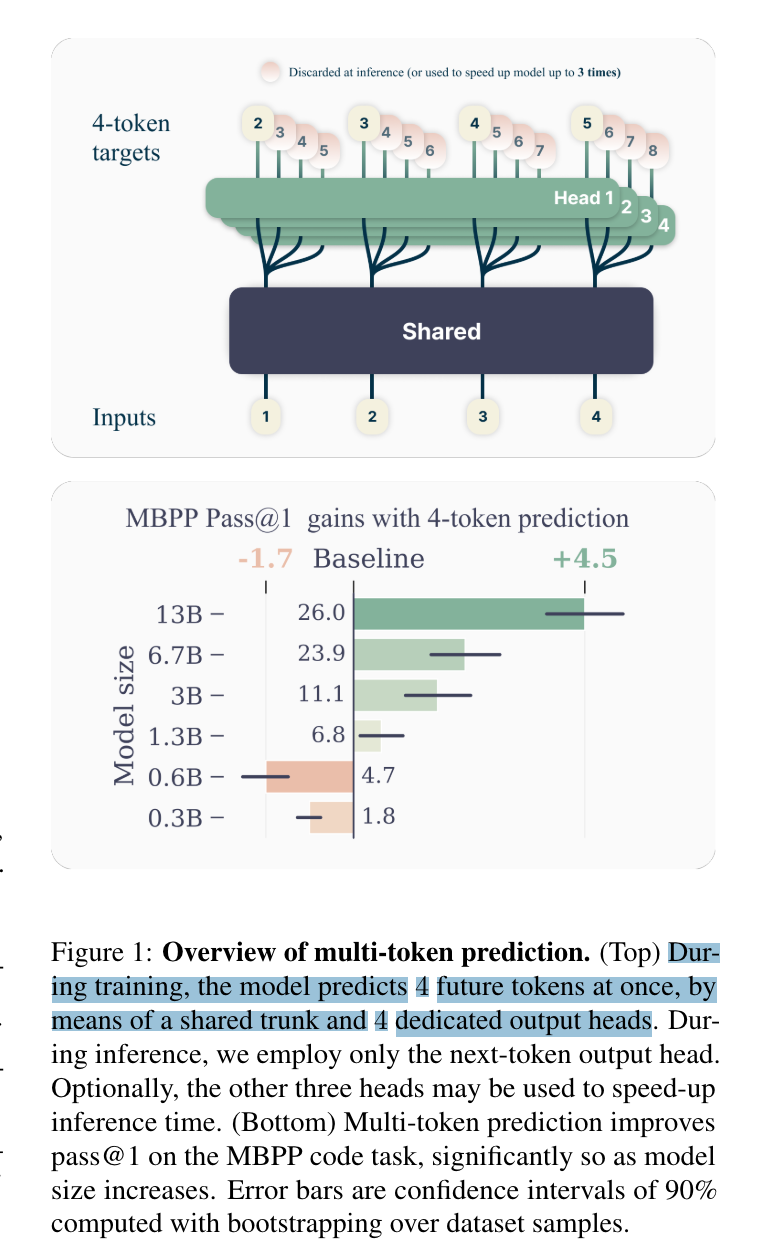 Discarded at inference (or used to speed up model up to 3 times)
4-token
targets
2 3 4 5 3 4 5 6 4 5 6 7 5 6 7 8
Head 1 2 3 4
Shared
Inputs 1 2 3 4
MBPP Pass@1 gains with 4-token prediction
-1.7 Baseline +4.5
Model size
13B 26.0
6.7B 23.9
3B 11.1
1.3B 6.8
0.6B 4.7
0.3B 1.8
Figure 1: Overview of multi-token prediction. (Top) Dur-
ing training, the model predicts 4 future tokens at once, by
means of a shared trunk and 4 dedicated output heads. Dur-
ing inference, we employ only the next-token output head.
Optionally, the other three heads may be used to speed-up
inference time. (Bottom) Multi-token prediction improves
pass@1 on the MBPP code task, significantly so as model
size increases. Error bars are confidence intervals of 90%
computed with bootstrapping over dataset samples.